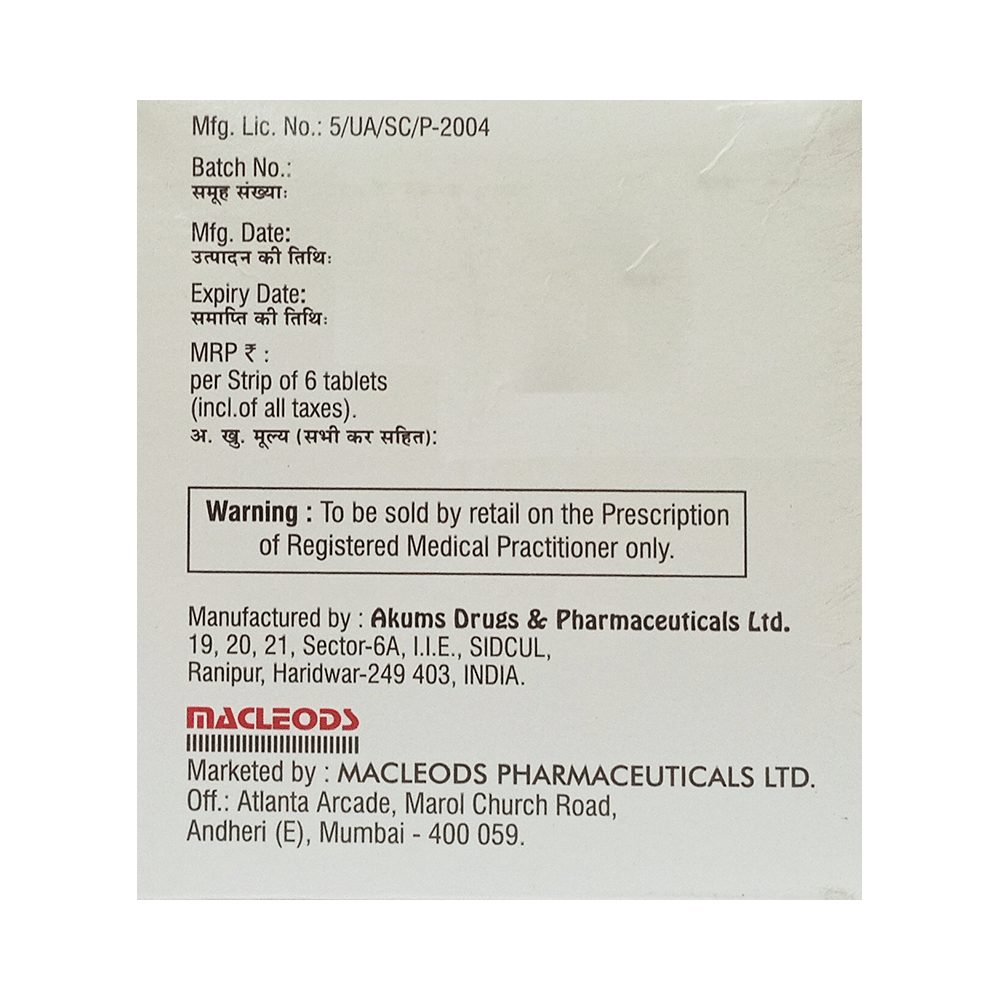 Mfg. Lic. No.: 5/UA/SC/P-2004
Batch No.:
समूह संख्याः
Mfg. Date:
उत्पादन की तिथिः
Expiry Date:
समाप्ति की तिथिः
MRP ₹ :
per Strip of 6 tablets
(incl.of all taxes).
अ. खु. मूल्य (सभी कर सहित):
Warning : To be sold by retail on the Prescription
of Registered Medical Practitioner only.
Manufactured by : Akums Drugs & Pharmaceuticals Ltd.
19, 20, 21, Sector-6A, I.I.E., SIDCUL,
Ranipur, Haridwar-249 403, INDIA.
MACLEODS
Marketed by : MACLEODS PHARMACEUTICALS LTD.
Off.: Atlanta Arcade, Marol Church Road,
Andheri (E), Mumbai - 400 059.